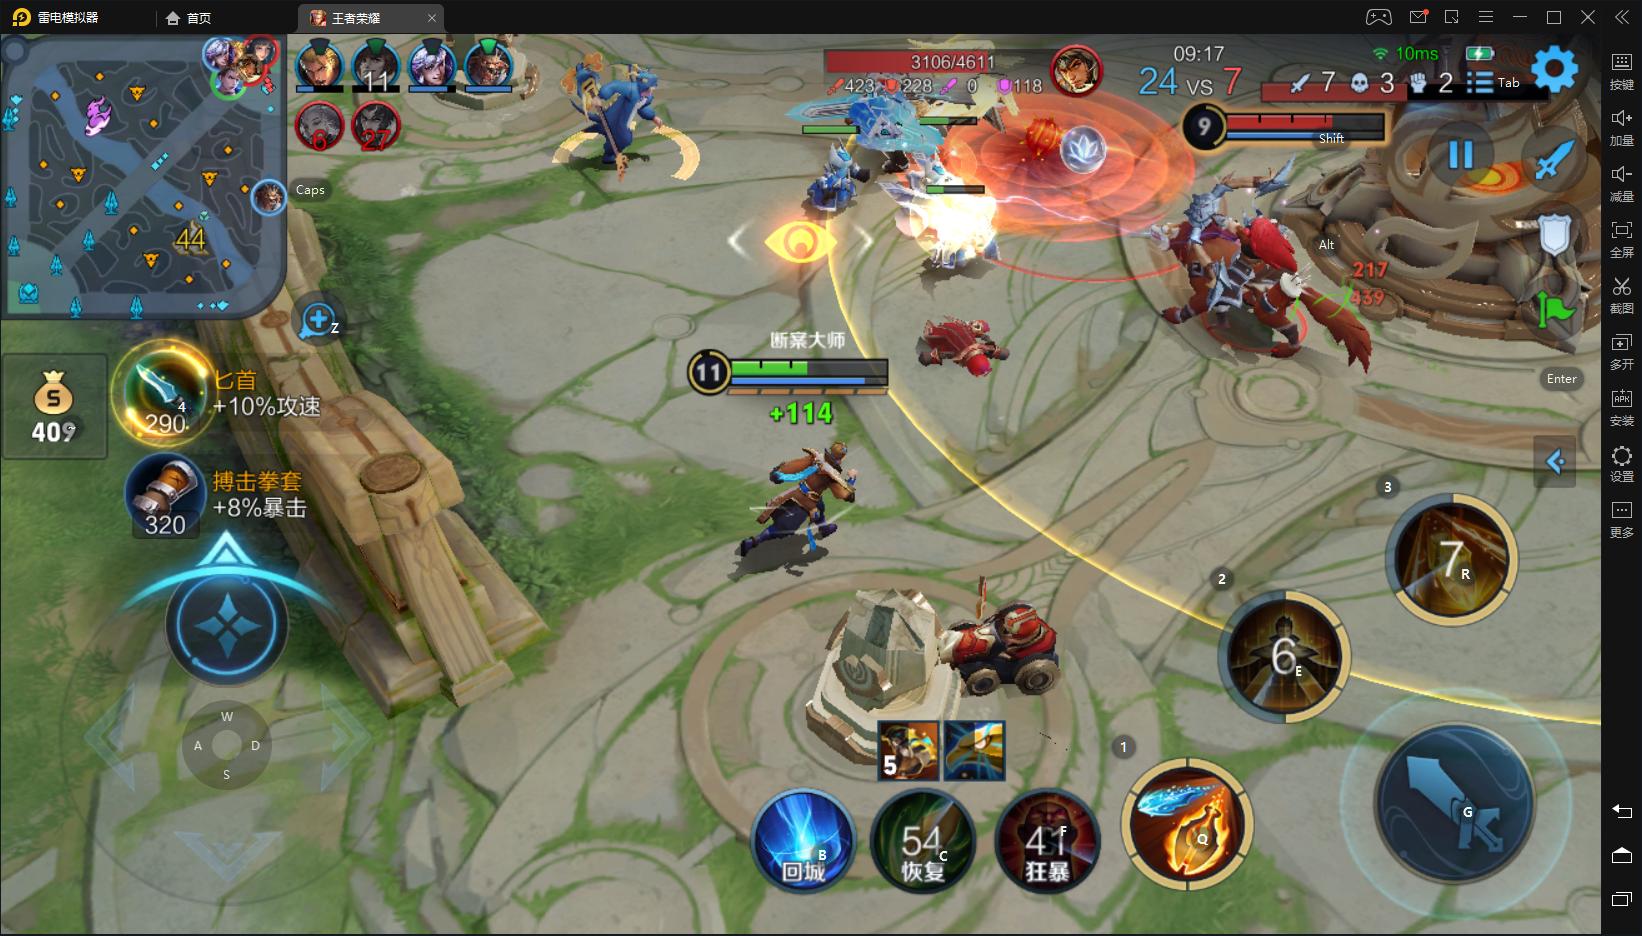 雷电模拟器
首页
王者荣耀
11
6
27
3106/4611
423 228 0 118
09:17
24 VS 7
10ms
7 3 2
Tab
9
Shift
Caps
44
Alt
217
439
Z
断案大师
11
+114
Enter
409
匕首
+10%攻速
4
290
搏击拳套
+8%暴击
320
3
7
R
2
6
E
W
A
D
S
5
1
Q
G
回城
B
54
恢复
C
41
狂暴
F
按键
加量
减量
全屏
截图
多开
APK
安装
设置
更多